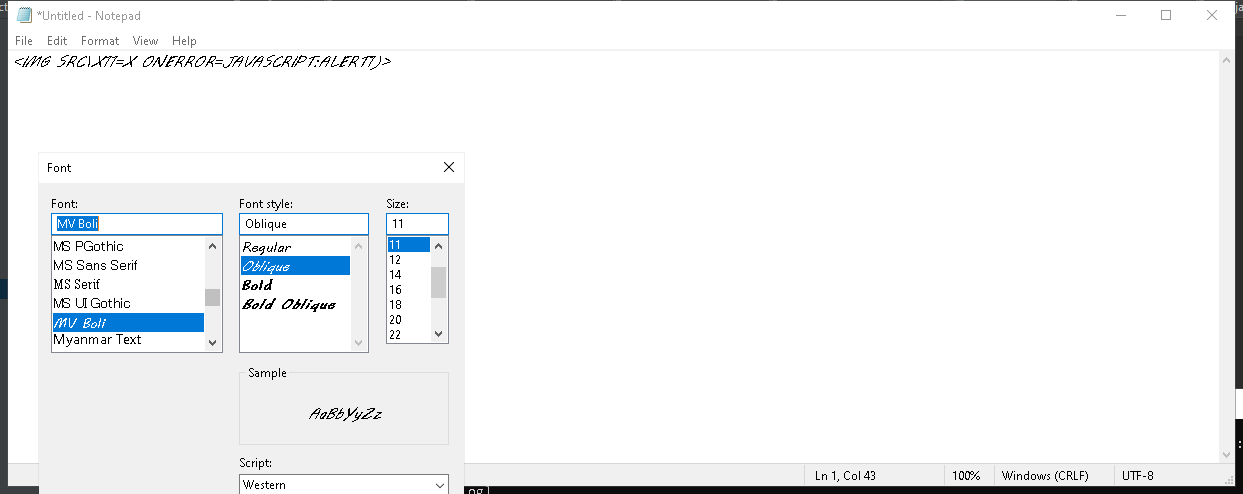 *Untitled - Notepad
File Edit Format View Help
<IMG SRC\XTT=X ONERROR=JAVASCRIPT:ALERTT)>
Font
Font: Font style: Size:
MV Boli Oblique 11
MS PGothic
MS Sans Serif
MS Serif
MS UI Gothic
MV Boli
Myanmar Text
Regular
Oblique
Bold
Bold Oblique
11
12
14
16
18
20
22
Sample
AaBbYyZz
Script:
Western
Ln 1, Col 43 100% Windows (CRLF) UTF-8